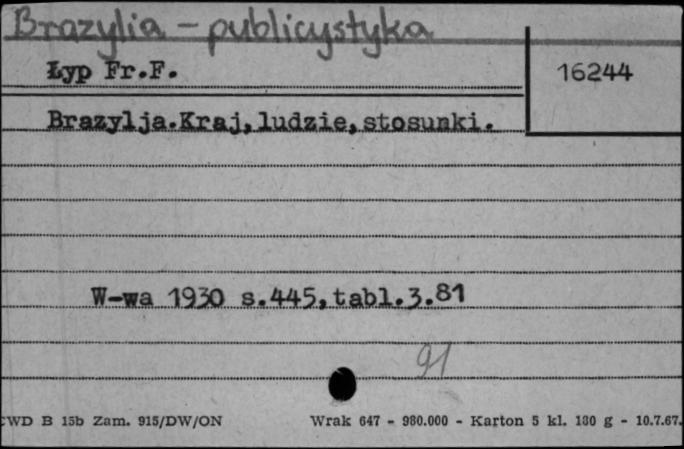 Brazylia - publicystyka
Łyp Fr.F.
16244
Brazylja.Kraj,ludzie,stosunki.
W-wa 1930 s.445,tabl.3.81
91
CWD B 15b Zam. 915/DW/ON
Wrak 647 - 980.000 - Karton 5 kl. 180 g - 10.7.67.